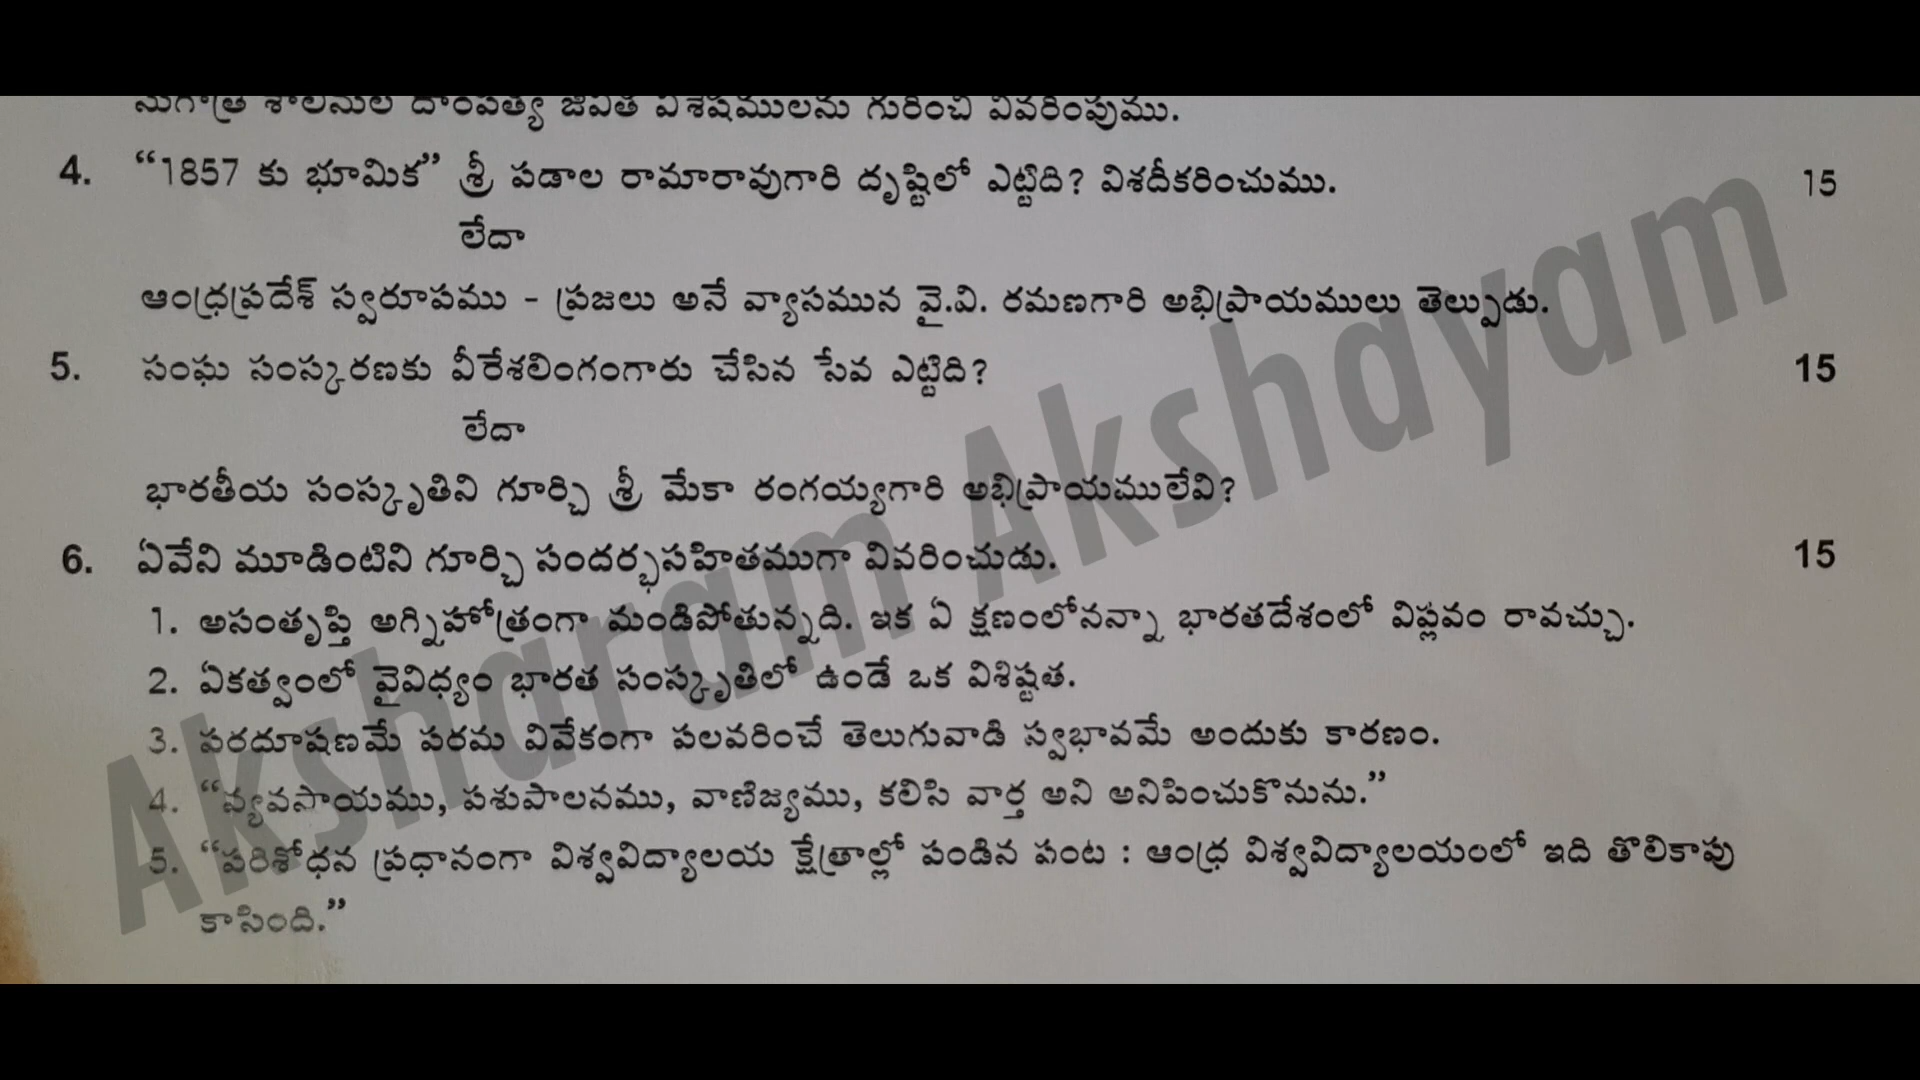 సుగాత్రి శాలినుల దాంపత్య జీవిత విశేషములను గురించి వివరింపుము.
4. “1857 కు భూమిక” శ్రీ పడాల రామారావుగారి దృష్టిలో ఎట్టిది? విశదీకరించుము. 15
లేదా
ఆంధ్రప్రదేశ్ స్వరూపము - ప్రజలు అనే వ్యాసమున వై.వి. రమణగారి అభిప్రాయములు తెల్పుడు.
5. సంఘ సంస్కరణకు వీరేశలింగంగారు చేసిన సేవ ఎట్టిది? 15
లేదా
భారతీయ సంస్కృతిని గూర్చి శ్రీ మేకా రంగయ్యగారి అభిప్రాయములేవి?
6. ఏవేని మూడింటిని గూర్చి సందర్భసహితముగా వివరించుడు. 15
1. అసంతృప్తి అగ్నిహోత్రంగా మండిపోతున్నది. ఇక ఏ క్షణంలోనన్నా భారతదేశంలో విప్లవం రావచ్చు.
2. ఏకత్వంలో వైవిధ్యం భారత సంస్కృతిలో ఉండే ఒక విశిష్టత.
3. పరదూషణమే పరమ వివేకంగా పలవరించే తెలుగువాడి స్వభావమే అందుకు కారణం.
4. “వ్యవసాయము, పశుపాలనము, వాణిజ్యము, కలిసి వార్త అని అనిపించుకొనును.”
5. “పరిశోధన ప్రధానంగా విశ్వవిద్యాలయ క్షేత్రాల్లో పండిన పంట : ఆంధ్ర విశ్వవిద్యాలయంలో ఇది తొలికాపు
కాసింది.”
Aksharam Akshayam